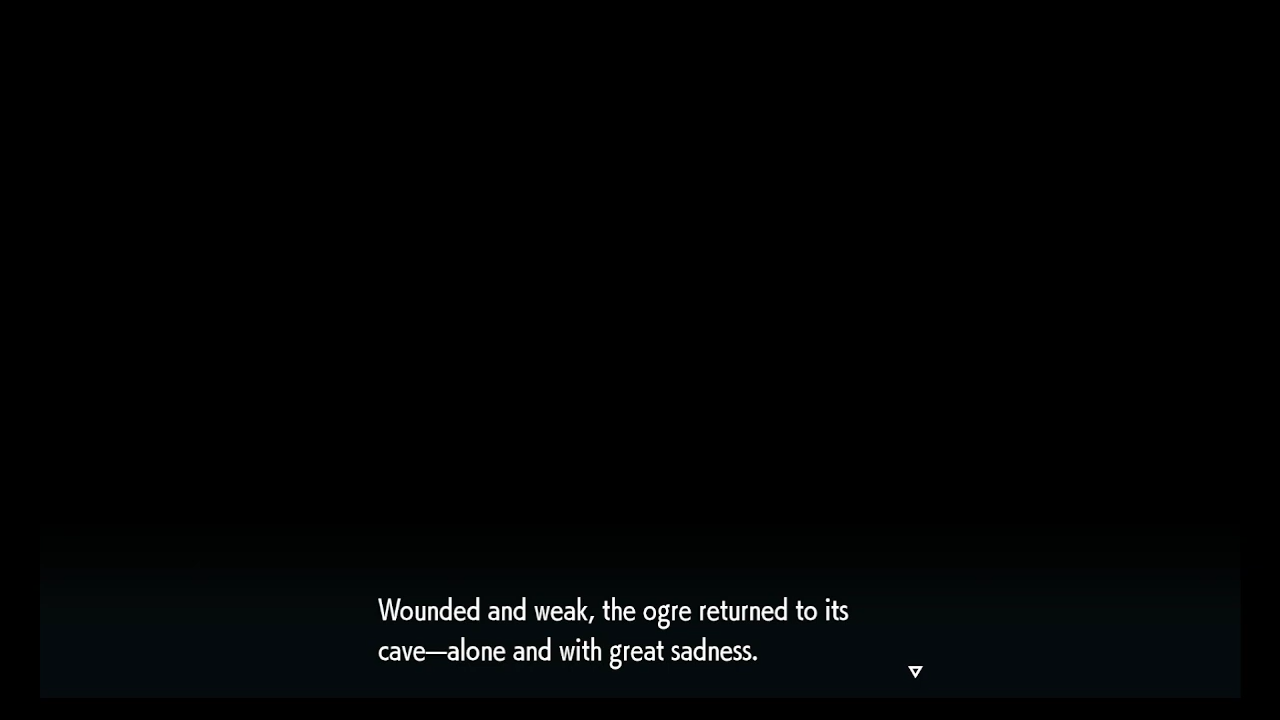 Wounded and weak, the ogre returned to its
cave—alone and with great sadness.